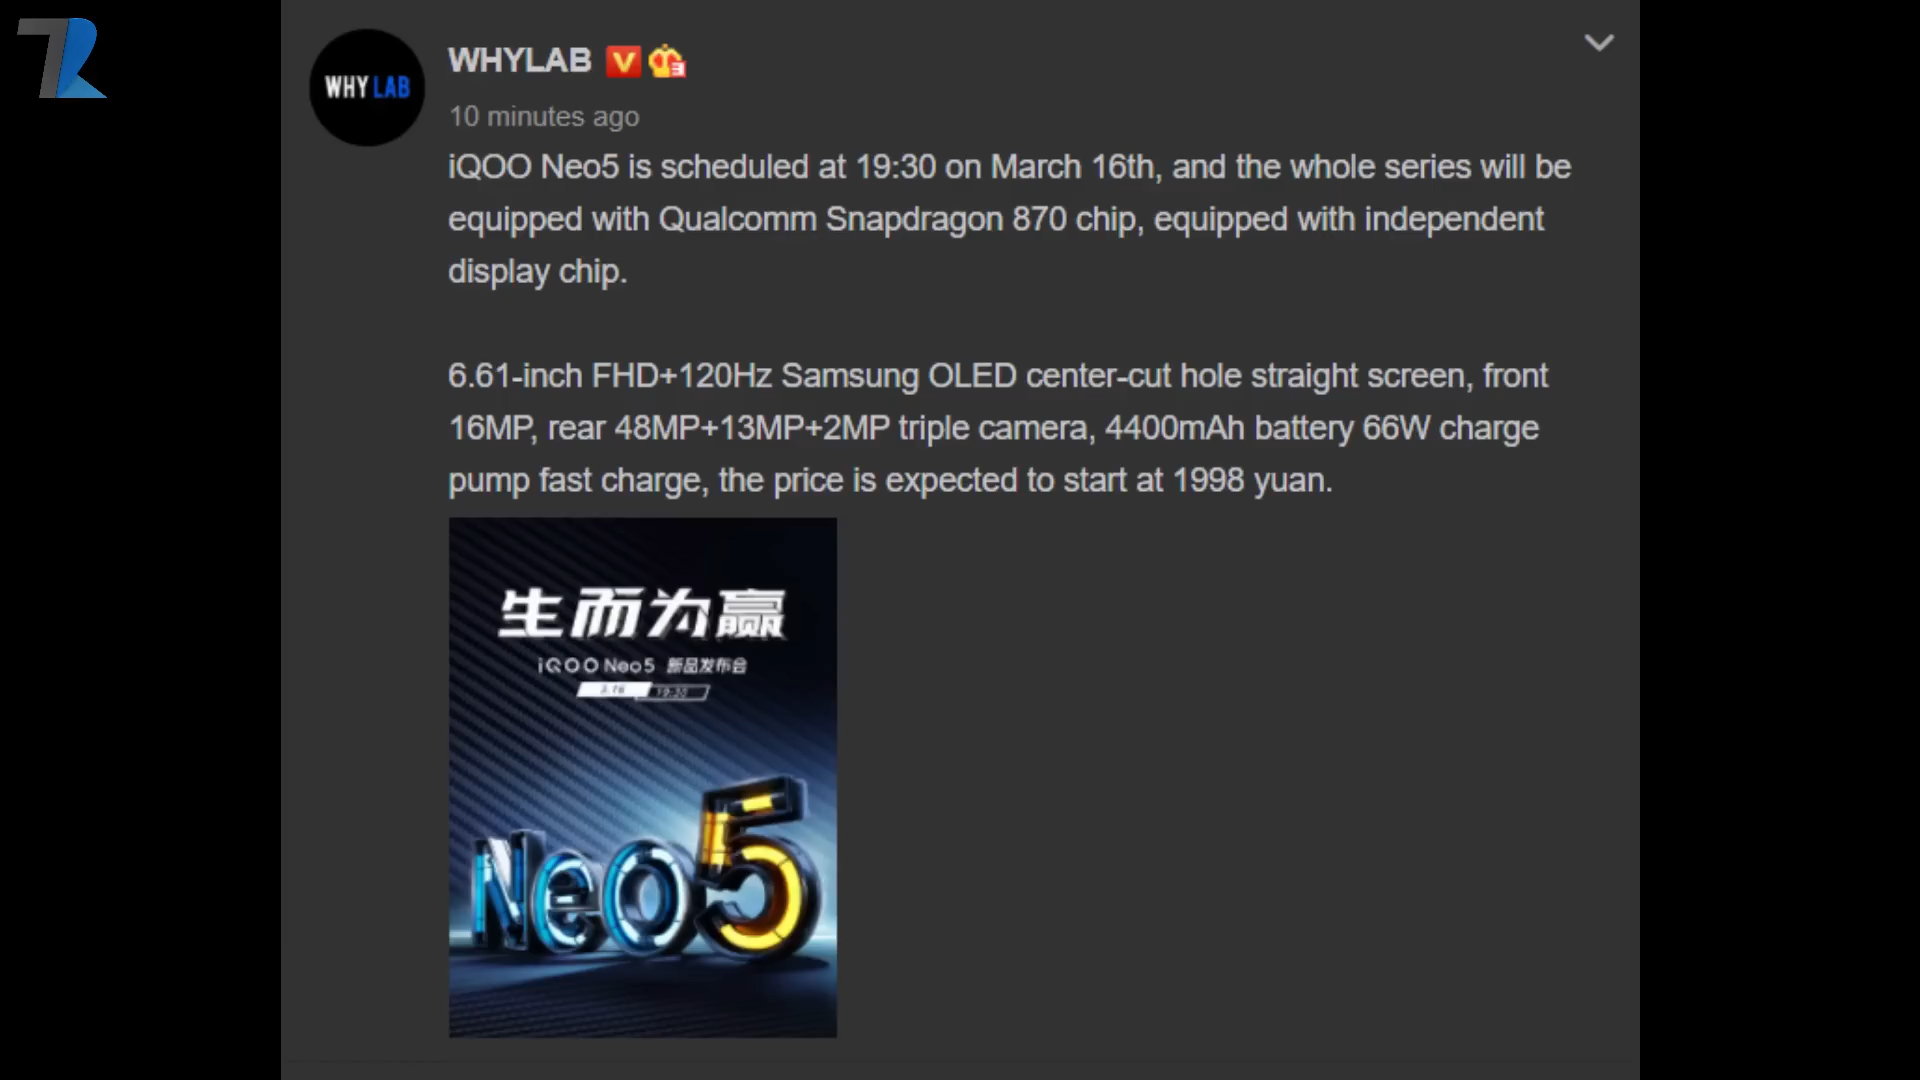 WHY LAB
WHYLAB
10 minutes ago
iQOO Neo5 is scheduled at 19:30 on March 16th, and the whole series will be
equipped with Qualcomm Snapdragon 870 chip, equipped with independent
display chip.
6.61-inch FHD+120Hz Samsung OLED center-cut hole straight screen, front
16MP, rear 48MP+13MP+2MP triple camera, 4400mAh battery 66W charge
pump fast charge, the price is expected to start at 1998 yuan.
生而为赢
iQOO Neo5 新品发布会
Neo5